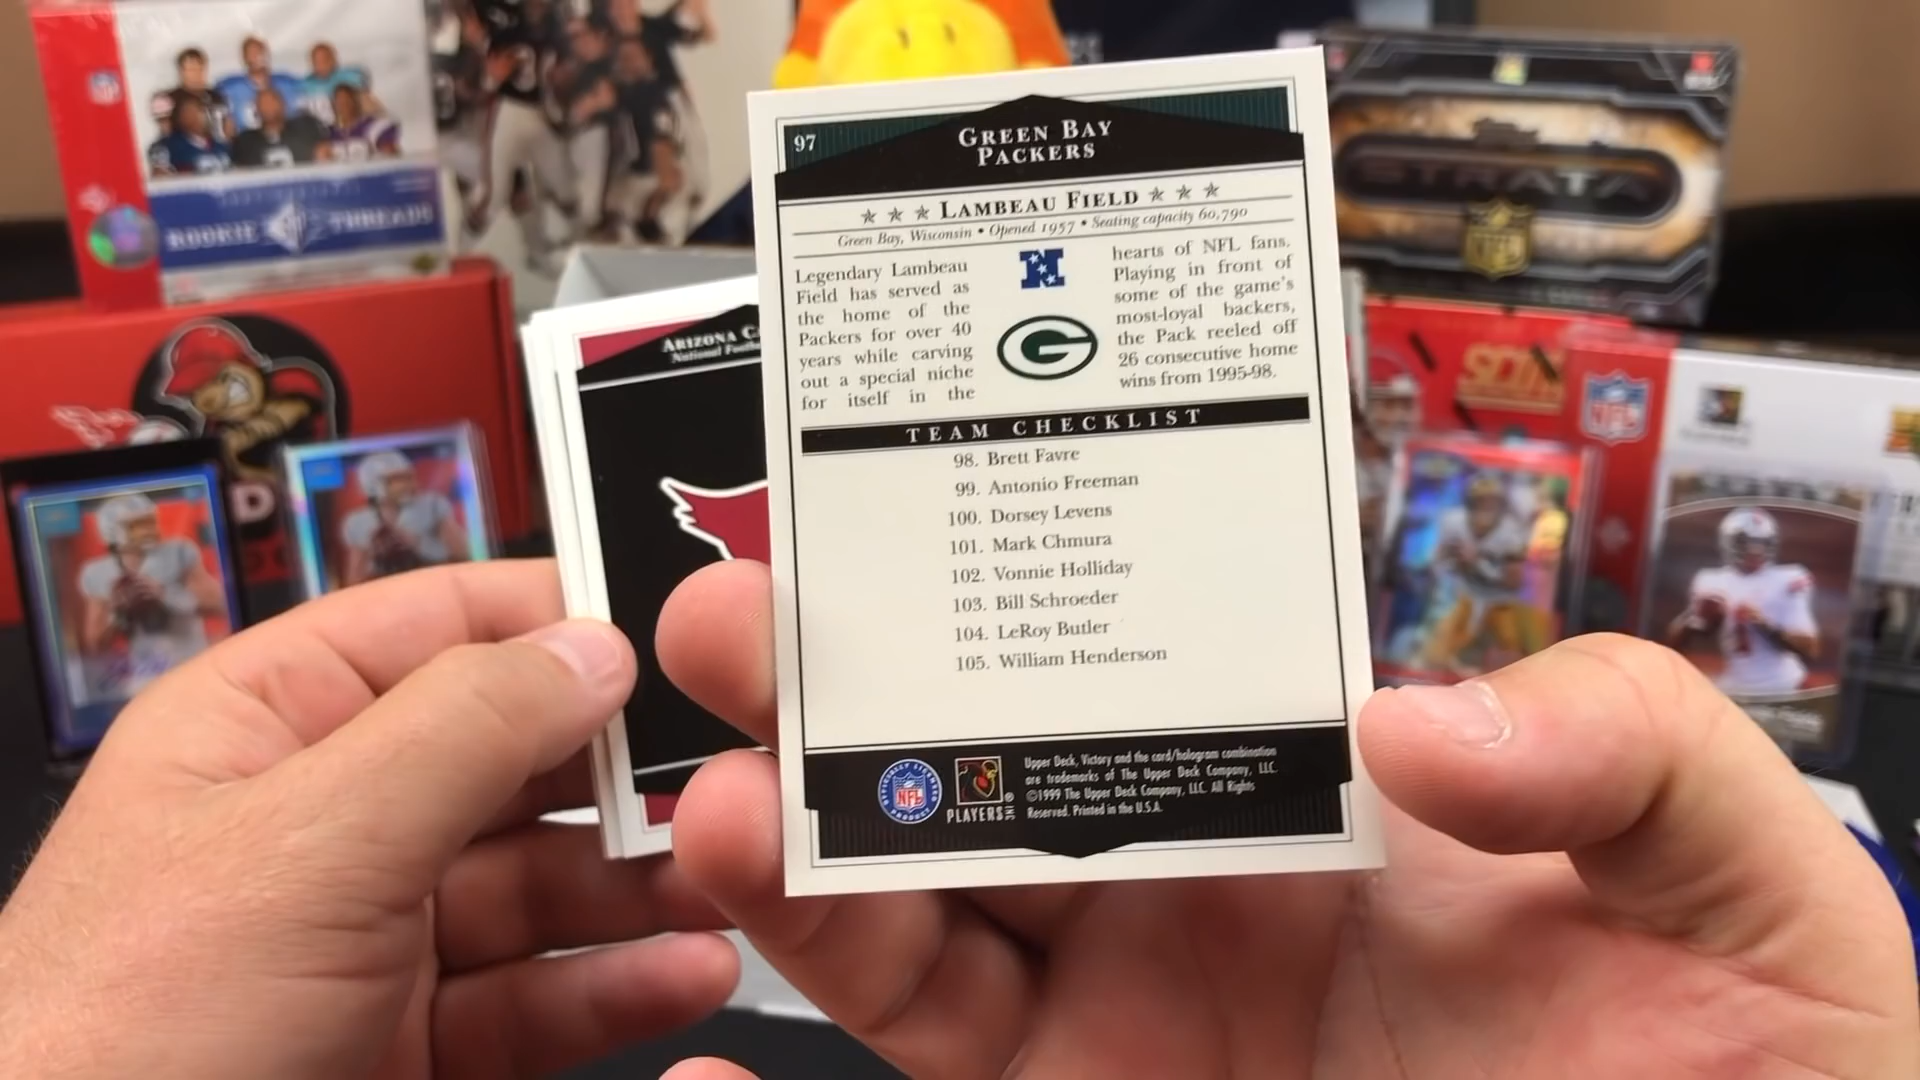 ROOKIE THREADS
STRATA
NFL
SCORE
ARIZONA
97
GREEN BAY
PACKERS
LAMBEAU FIELD
Green Bay, Wisconsin • Opened 1957 • Seating capacity 60,790
Legendary Lambeau
Field has served as
the home of the
Packers for over 40
years while carving
out a special niche
for itself in the
hearts of NFL fans.
Playing in front of
some of the game's
most-loyal backers,
the Pack reeled off
26 consecutive home
wins from 1995-98.
G
TEAM CHECKLIST
98. Brett Favre
99. Antonio Freeman
100. Dorsey Levens
101. Mark Chmura
102. Vonnie Holliday
103. Bill Schroeder
104. LeRoy Butler
105. William Henderson
OFFICIALLY LICENSED PRODUCT
NFL
PLAYERS INC
Upper Deck, Victory and the card/hologram combination
are trademarks of The Upper Deck Company, LLC.
©1999 The Upper Deck Company, LLC. All Rights
Reserved. Printed in the U.S.A.